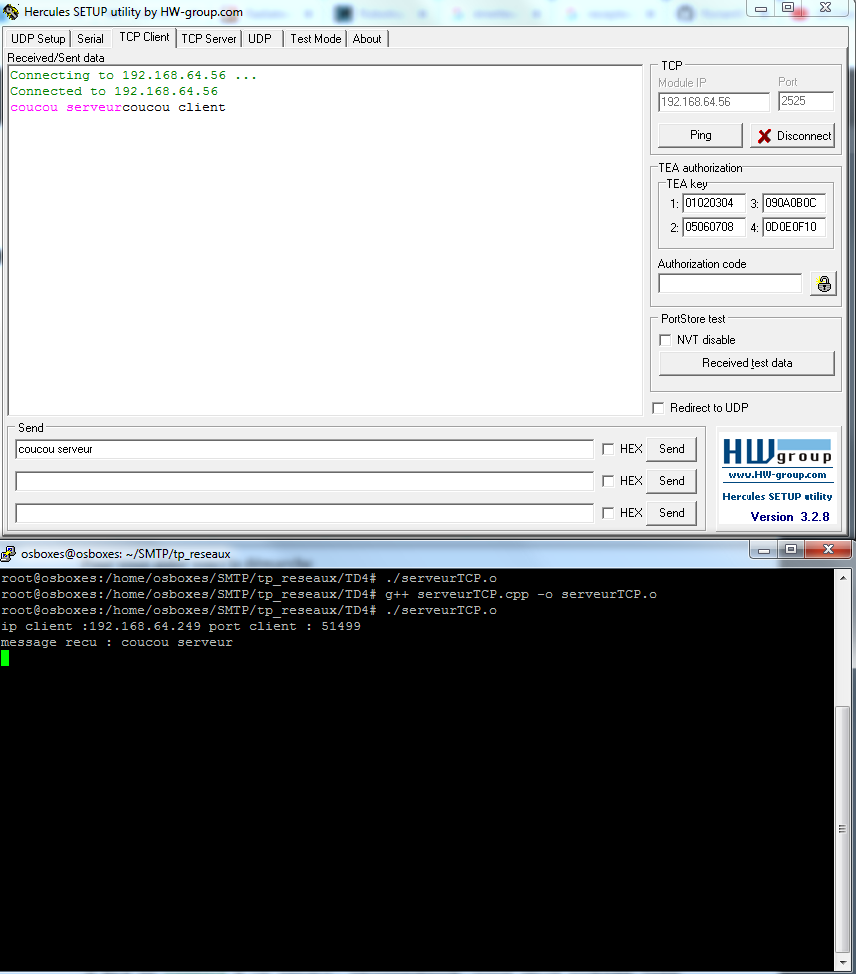 Hercules SETUP utility by HW-group.com
UDP Setup Serial TCP Client TCP Server UDP Test Mode About
Received/Sent data
Connecting to 192.168.64.56 ...
Connected to 192.168.64.56
coucou serveurcoucou client
TCP
Module IP Port
192.168.64.56 2525
Ping Disconnect
TEA authorization
TEA key
1: 01020304 3: 090A0B0C
2: 05060708 4: 0D0E0F10
Authorization code
PortStore test
NVT disable
Received test data
Redirect to UDP
Send
coucou serveur HEX Send
HEX Send
HEX Send
HW group
www.HW-group.com
Hercules SETUP utility
Version 3.2.8
osboxes@osboxes: ~/SMTP/tp_reseaux
root@osboxes:/home/osboxes/SMTP/tp_reseaux/TD4# ./serveurTCP.o
root@osboxes:/home/osboxes/SMTP/tp_reseaux/TD4# g++ serveurTCP.cpp -o serveurTCP.o
root@osboxes:/home/osboxes/SMTP/tp_reseaux/TD4# ./serveurTCP.o
ip client :192.168.64.249 port client : 51499
message recu : coucou serveur